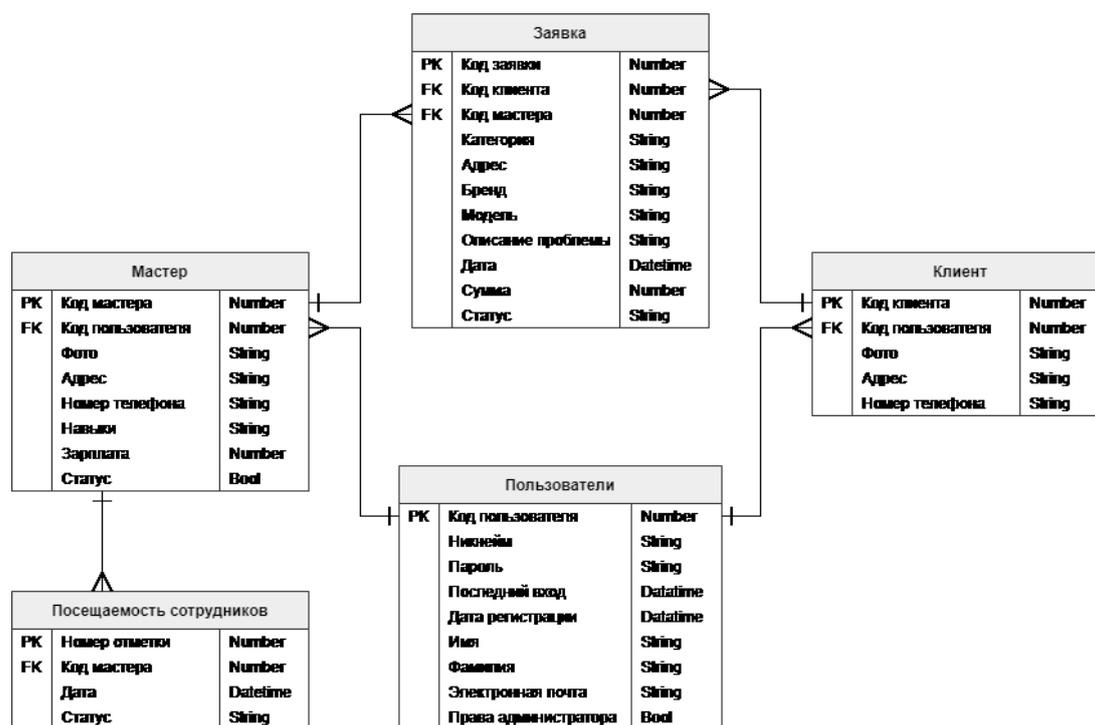 Заявка
PK Код заявки Number
FK Код клиента Number
FK Код мастера Number
Категория String
Адрес String
Бренд String
Модель String
Описание проблемы String
Дата Datetime
Сумма Number
Статус String
Мастер
PK Код мастера Number
FK Код пользователя Number
Фото String
Адрес String
Номер телефона String
Навыки String
Зарплата Number
Статус Bool
Клиент
PK Код клиента Number
FK Код пользователя Number
Фото String
Адрес String
Номер телефона String
Пользователи
PK Код пользователя Number
Никнейм String
Пароль String
Последний вход Datatime
Дата регистрации Datatime
Имя String
Фамилия String
Электронная почта String
Права администратора Bool
Посещаемость сотрудников
PK Номер отметки Number
FK Код мастера Number
Дата Datetime
Статус String